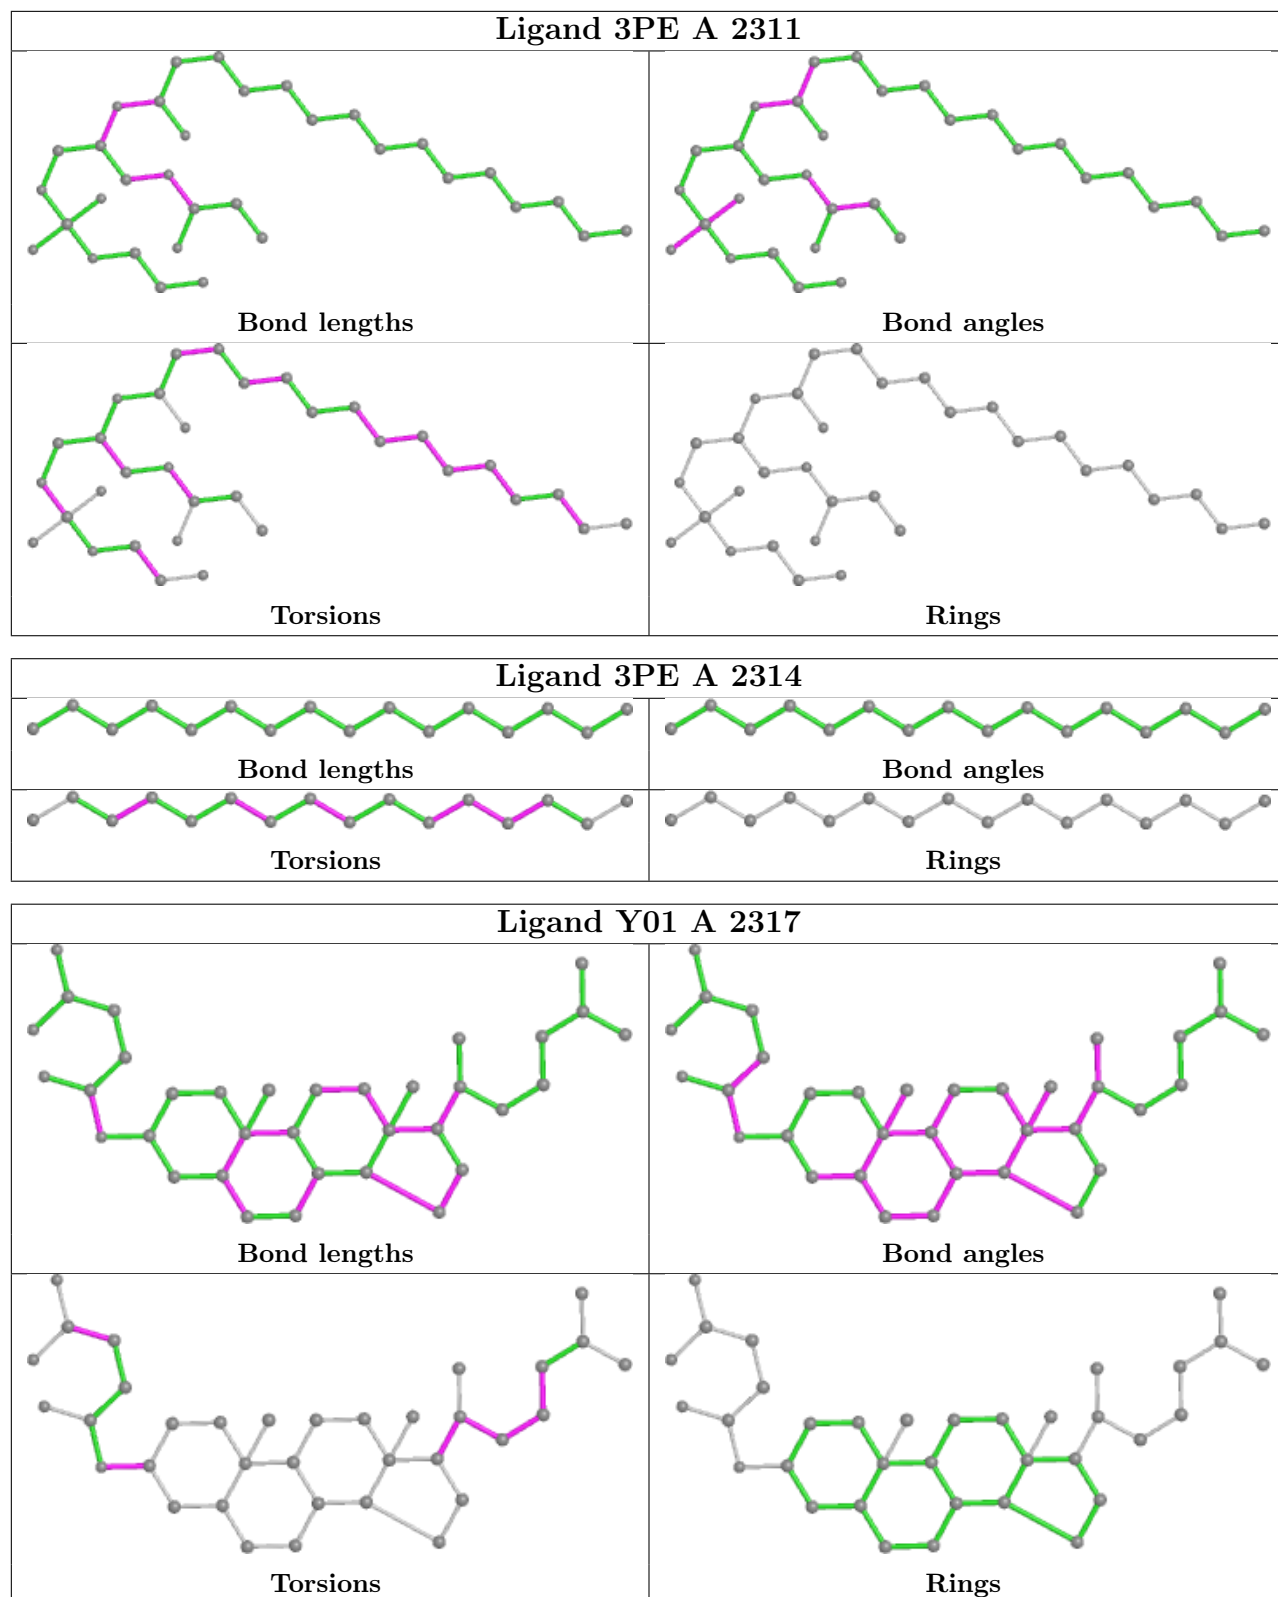 Ligand 3PE A 2311
Bond lengths
Bond angles
Torsions
Rings
Ligand 3PE A 2314
Bond lengths
Bond angles
Torsions
Rings
Ligand Y01 A 2317
Bond lengths
Bond angles
Torsions
Rings